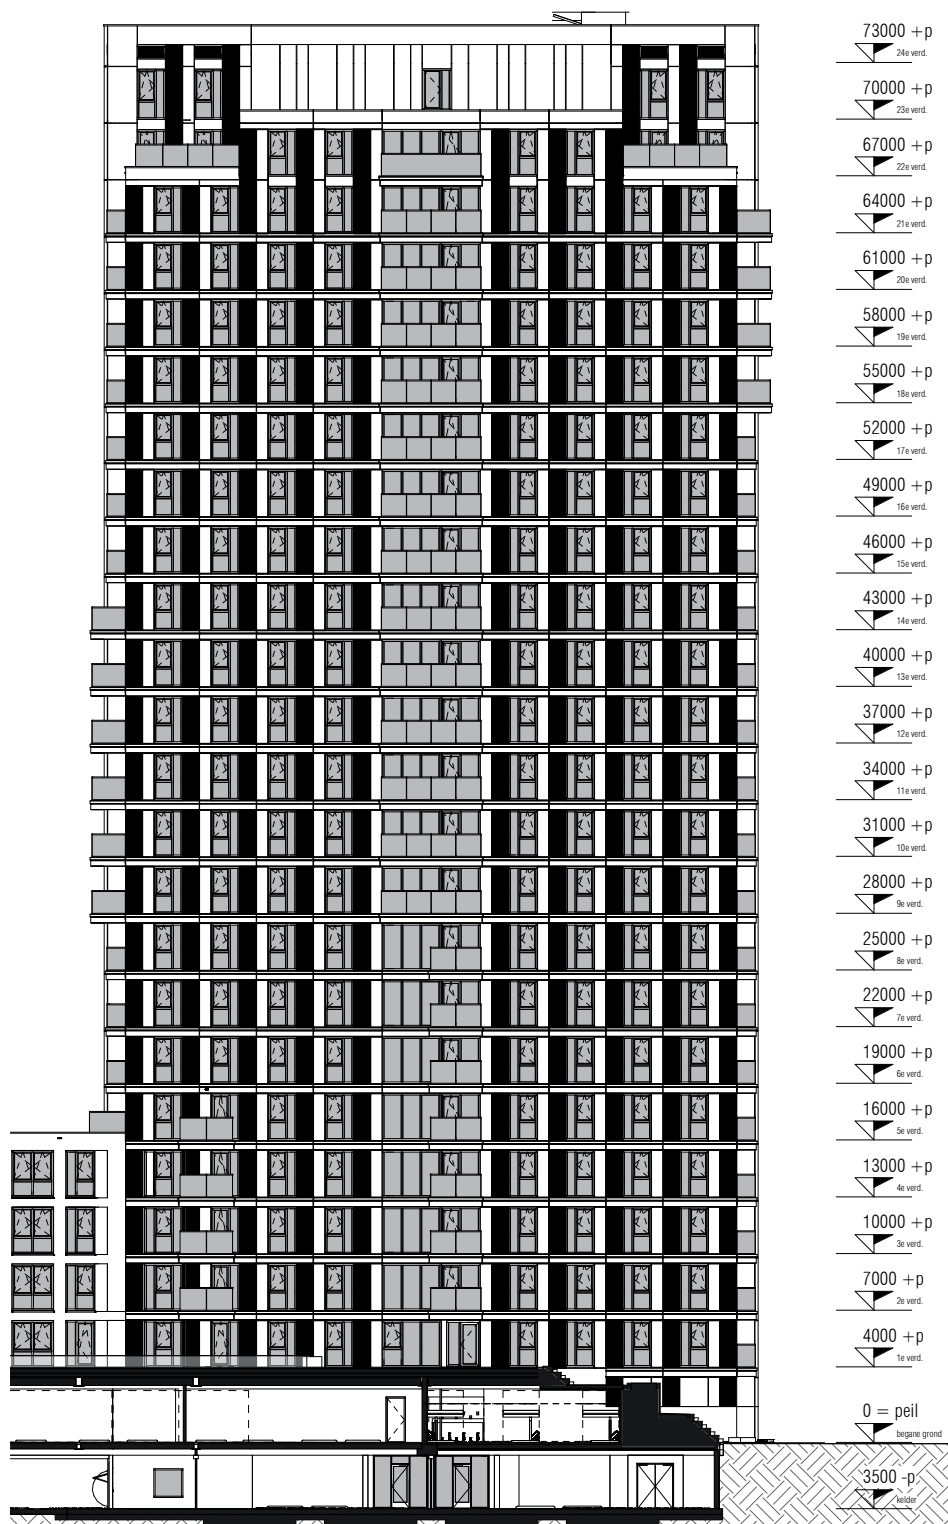 73000 +p
24e verd.
70000 +p
23e verd.
67000 +p
22e verd.
64000 +p
21e verd.
61000 +p
20e verd.
58000 +p
19e verd.
55000 +p
18e verd.
52000 +p
17e verd.
49000 +p
16e verd.
46000 +p
15e verd.
43000 +p
14e verd.
40000 +p
13e verd.
37000 +p
12e verd.
34000 +p
11e verd.
31000 +p
10e verd.
28000 +p
9e verd.
25000 +p
8e verd.
22000 +p
7e verd.
19000 +p
6e verd.
16000 +p
5e verd.
13000 +p
4e verd.
10000 +p
3e verd.
7000 +p
2e verd.
4000 +p
1e verd.
0 = peil
begane grond
3500 -p
kelder